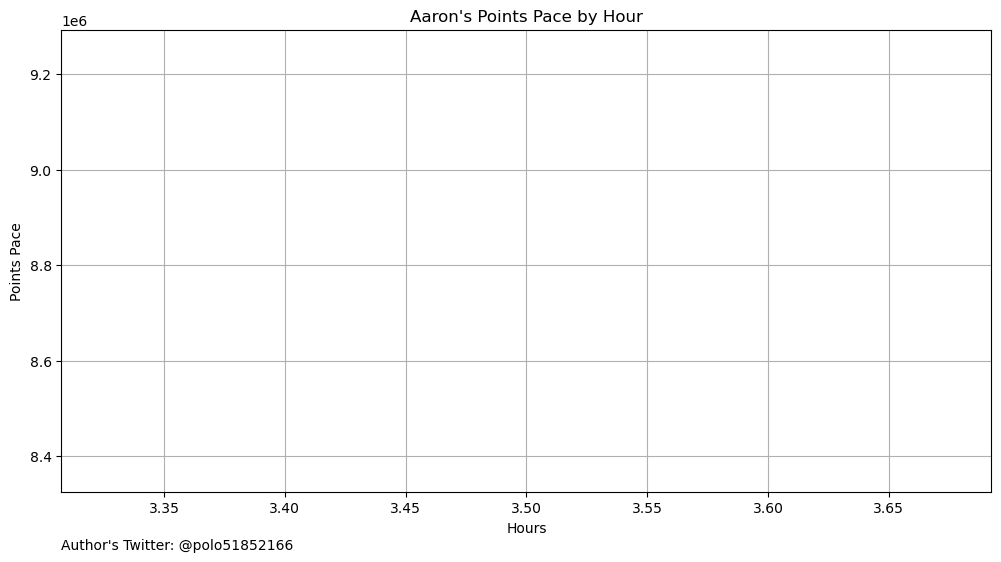 Aaron's Points Pace by Hour
1e6
9.2
9.0
8.8
8.6
8.4
Points Pace
3.35 3.40 3.45 3.50 3.55 3.60 3.65
Hours
Author's Twitter: @polo51852166